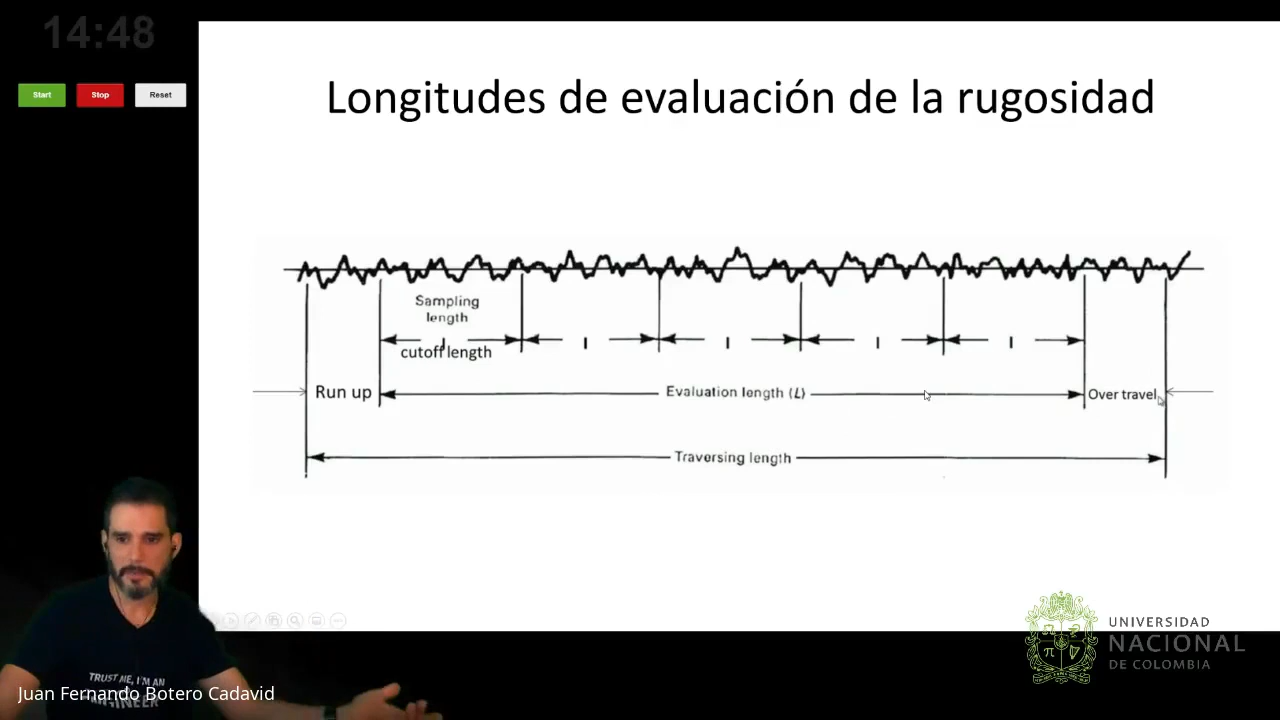 14:48
Start Stop Reset
Longitudes de evaluación de la rugosidad
Sampling
length
l l l l l
cutoff length
Run up
Evaluation length (L)
Over travel
Traversing length
UNIVERSIDAD
NACIONAL
DE COLOMBIA
TRUST ME, I'M AN
ENGINEER
Juan Fernando Botero Cadavid